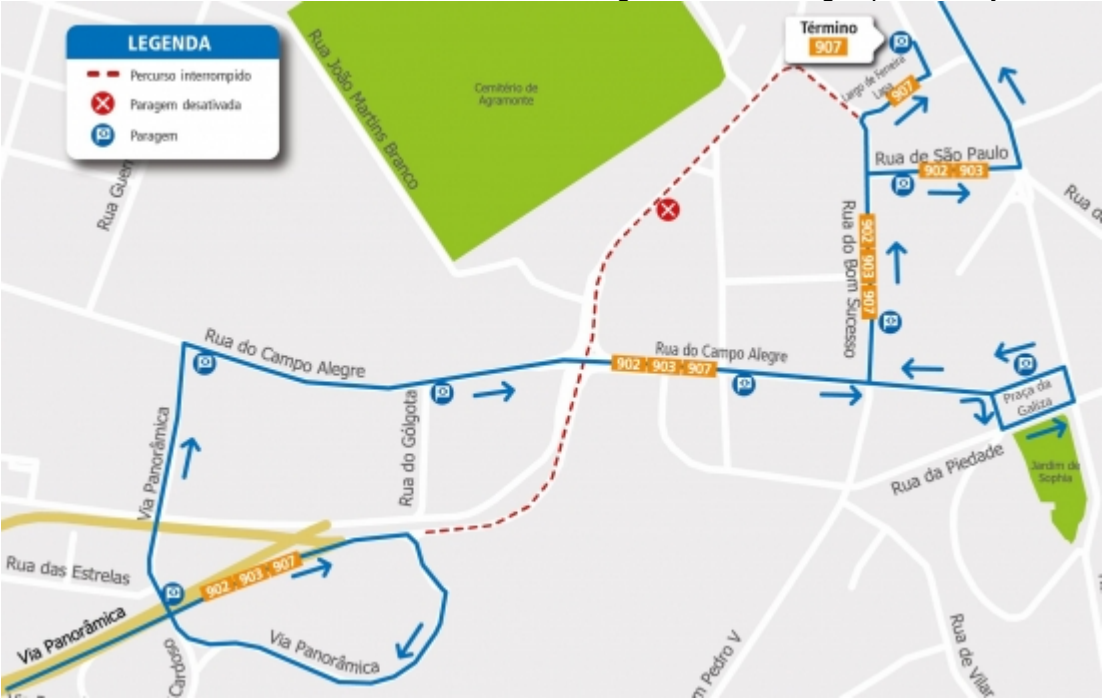 LEGENDA
Percurso interrompido
Paragem desativada
Paragem
Rua João Martins Branco
Cemitério de
Agramonte
Término
907
Largo de Ferreira
Lapa
907
Rua de São Paulo
902 903
Rua do Bom Sucesso
902 903 907
Rua do Campo Alegre
Rua do Campo Alegre
902 903 907
Praça da
Galiza
Jardim de
Sophia
Rua da Piedade
Rua do Gólgota
Via Panorâmica
Rua das Estrelas
902 903 907
Via Panorâmica
Via Panorâmica
Cardoso
Pedro V
Rua de Vilar